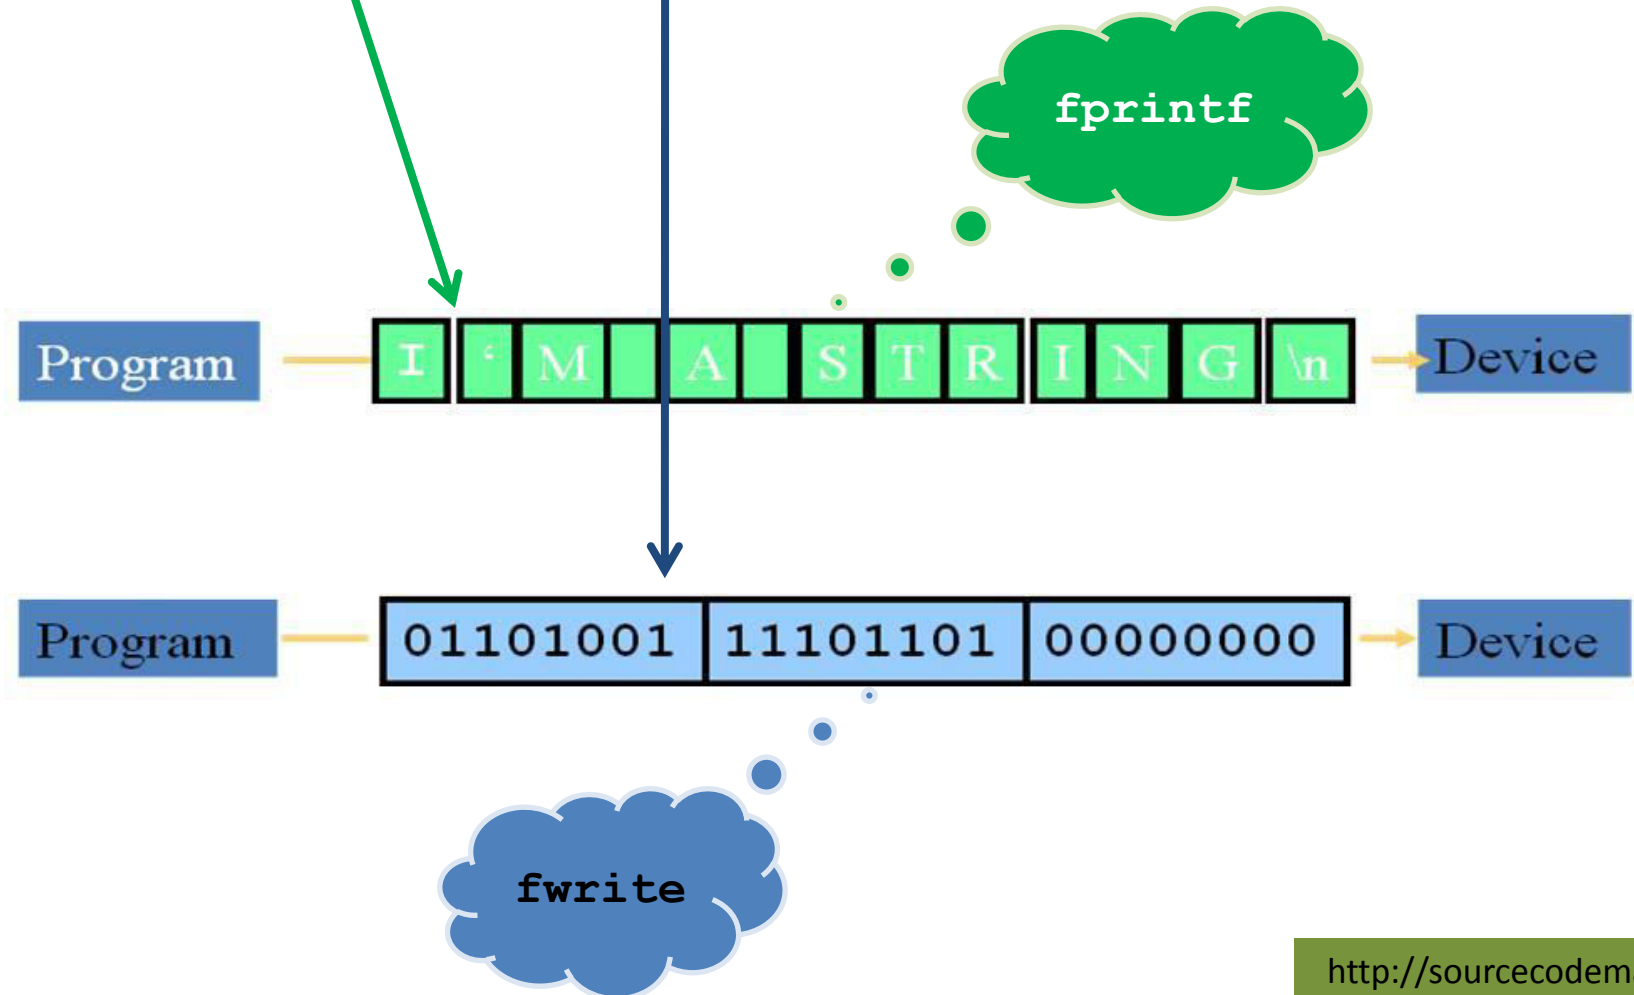 fprintf
Program I ‘ M A S T R I N G \n Device
Program 01101001 11101101 00000000 Device
fwrite
http://sourcecodem